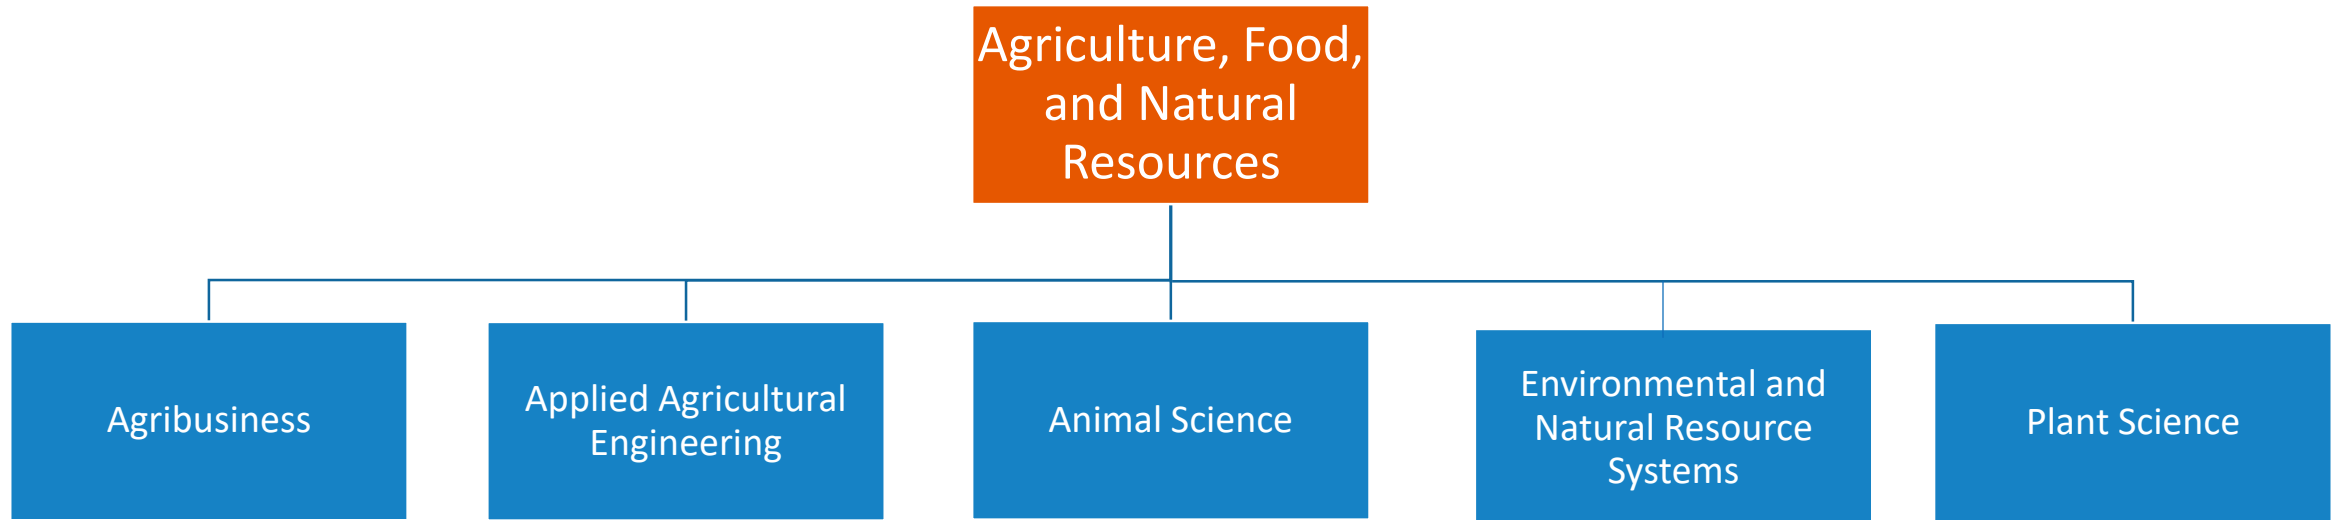 Agriculture, Food,
and Natural
Resources
Agribusiness
Applied Agricultural
Engineering
Animal Science
Environmental and
Natural Resource
Systems
Plant Science